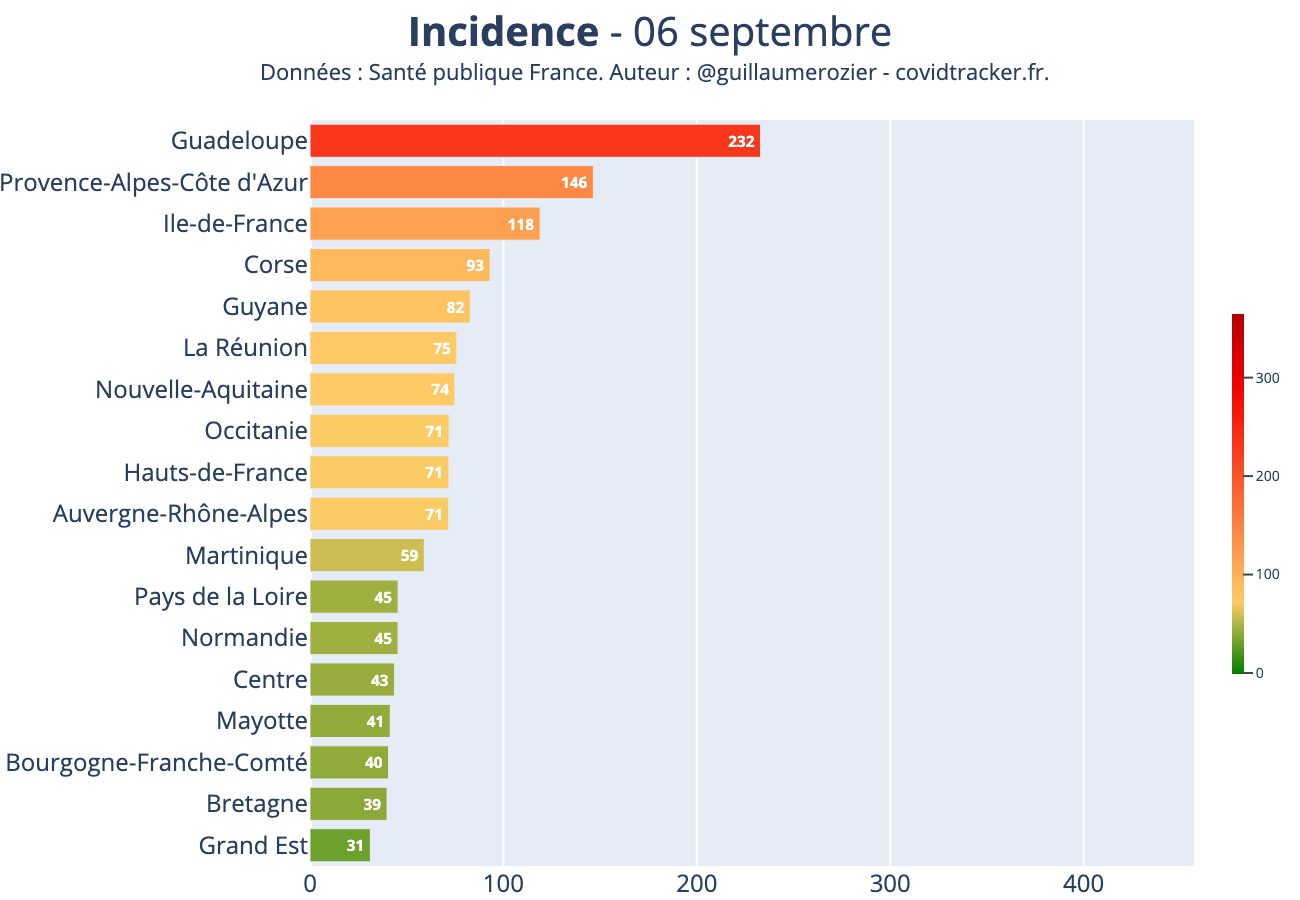 Incidence - 06 septembre
Données : Santé publique France. Auteur : @guillaumerozier - covidtracker.fr.
Guadeloupe 232
Provence-Alpes-Côte d'Azur 146
Ile-de-France 118
Corse 93
Guyane 82
La Réunion 75
Nouvelle-Aquitaine 74
Occitanie 71
Hauts-de-France 71
Auvergne-Rhône-Alpes 71
Martinique 59
Pays de la Loire 45
Normandie 45
Centre 43
Mayotte 41
Bourgogne-Franche-Comté 40
Bretagne 39
Grand Est 31
0 100 200 300 400
300
200
100
0